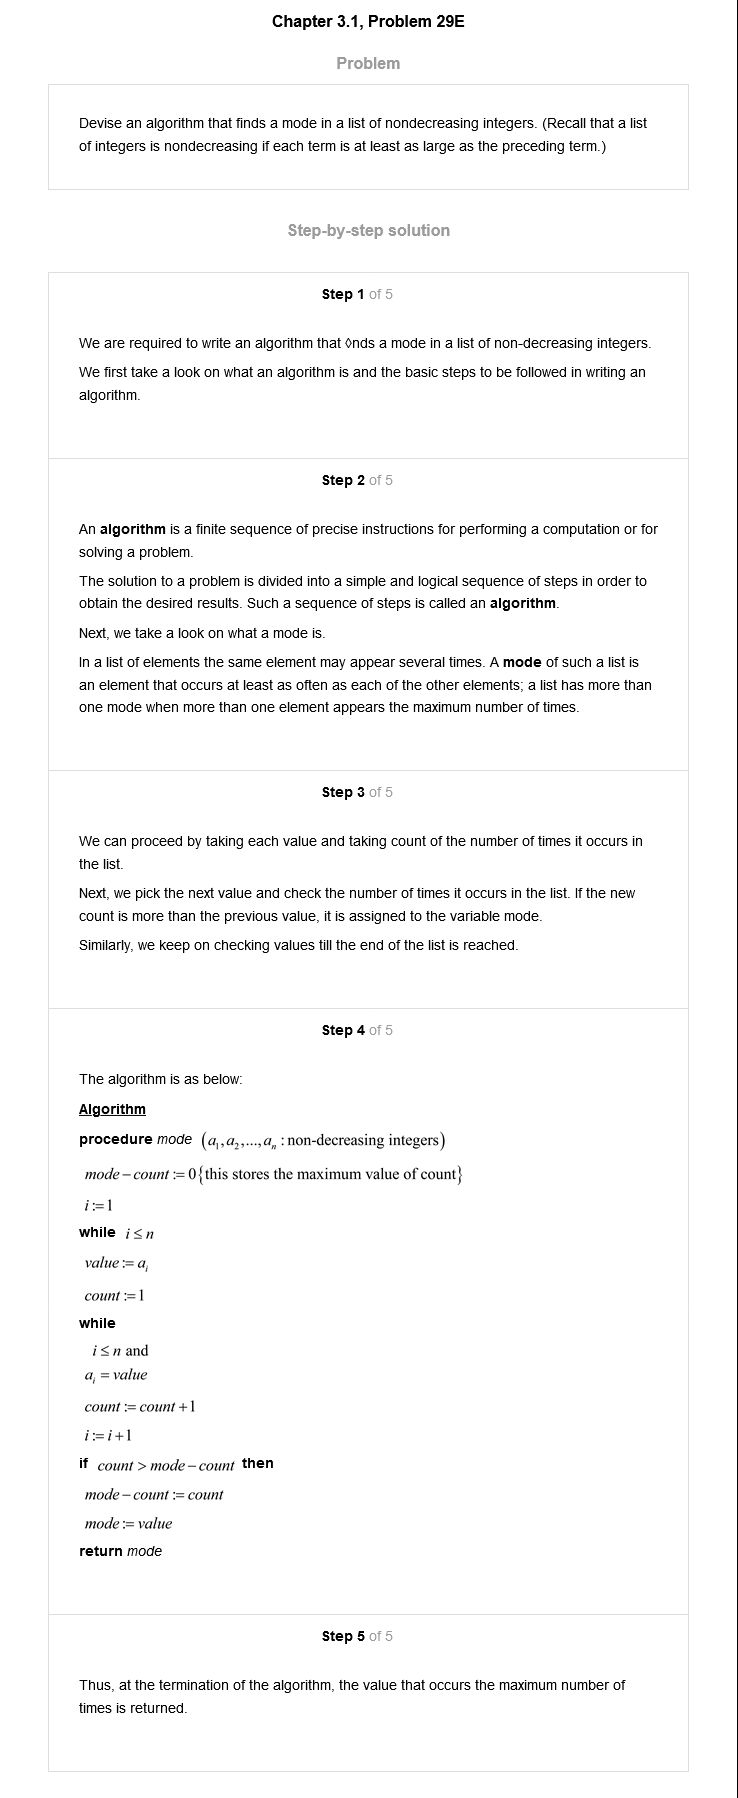 Chapter 3.1, Problem 29E
Problem
Devise an algorithm that finds a mode in a list of nondecreasing integers. (Recall that a list
of integers is nondecreasing if each term is at least as large as the preceding term.)
Step-by-step solution
Step 1 of 5
We are required to write an algorithm that ◊nds a mode in a list of non-decreasing integers.
We first take a look on what an algorithm is and the basic steps to be followed in writing an
algorithm.
Step 2 of 5
An algorithm is a finite sequence of precise instructions for performing a computation or for
solving a problem.
The solution to a problem is divided into a simple and logical sequence of steps in order to
obtain the desired results. Such a sequence of steps is called an algorithm.
Next, we take a look on what a mode is.
In a list of elements the same element may appear several times. A mode of such a list is
an element that occurs at least as often as each of the other elements; a list has more than
one mode when more than one element appears the maximum number of times.
Step 3 of 5
We can proceed by taking each value and taking count of the number of times it occurs in
the list.
Next, we pick the next value and check the number of times it occurs in the list. If the new
count is more than the previous value, it is assigned to the variable mode.
Similarly, we keep on checking values till the end of the list is reached.
Step 4 of 5
The algorithm is as below:
Algorithm
procedure mode (a₁,a₂,...,aₙ : non-decreasing integers)
mode – count := 0{this stores the maximum value of count}
i := 1
while i ≤ n
value := aᵢ
count := 1
while
i ≤ n and
aᵢ = value
count := count + 1
i := i + 1
if count > mode – count then
mode – count := count
mode := value
return mode
Step 5 of 5
Thus, at the termination of the algorithm, the value that occurs the maximum number of
times is returned.